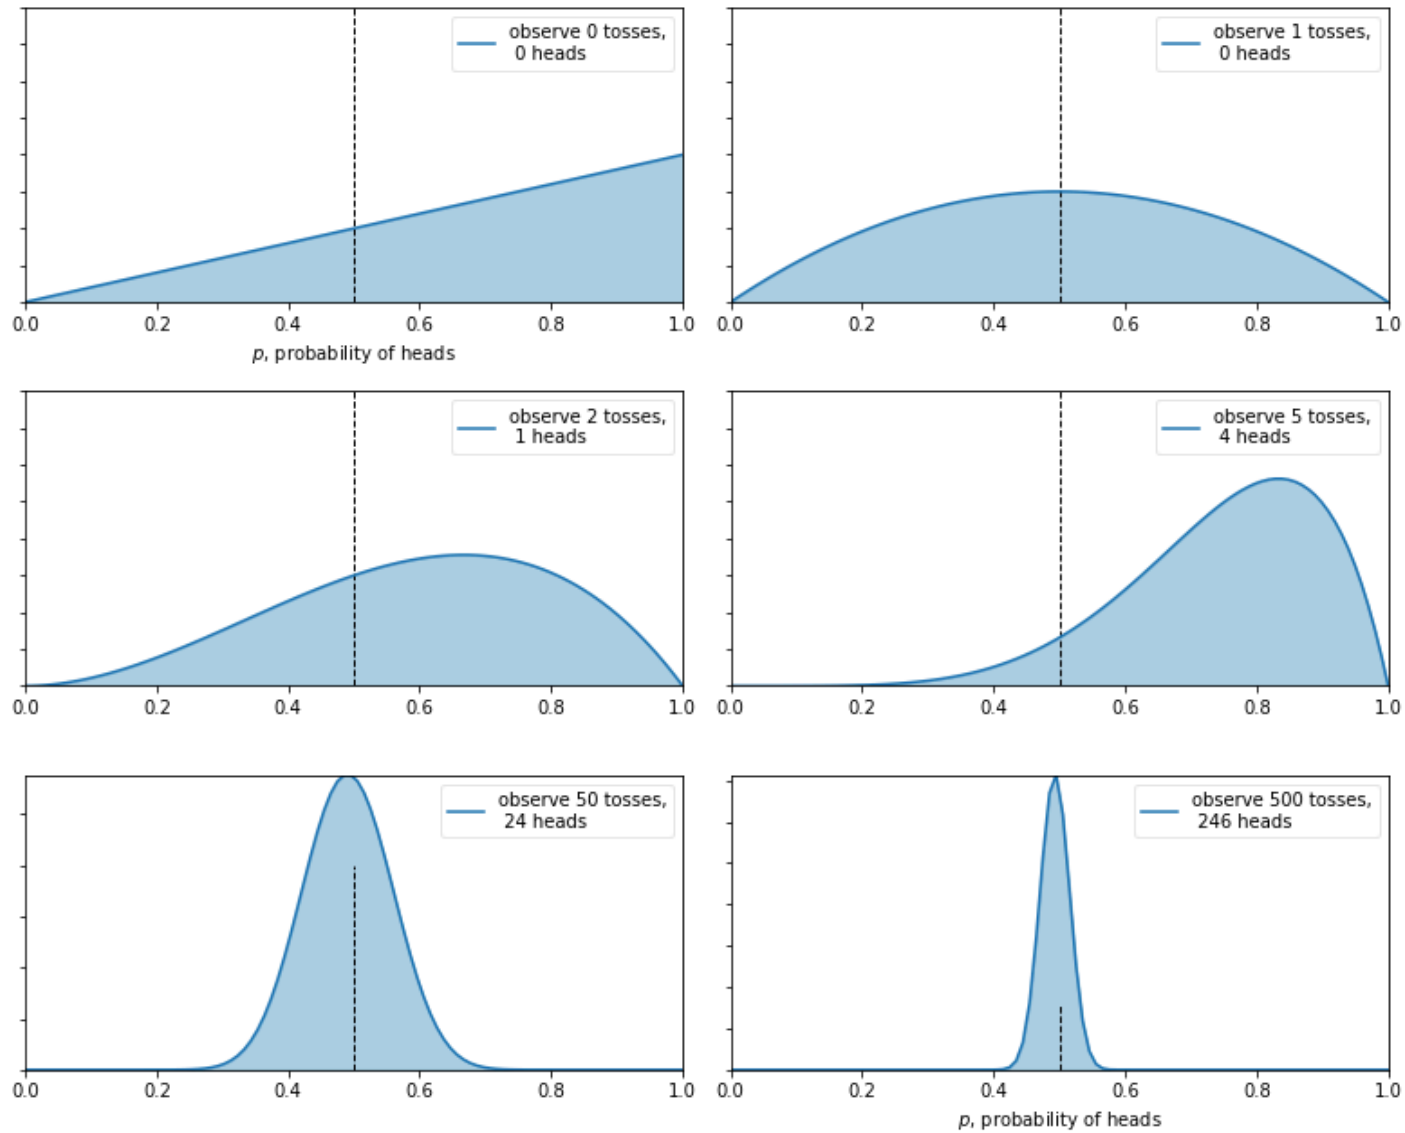 observe 0 tosses,
0 heads
0.0 0.2 0.4 0.6 0.8 1.0
p, probability of heads
observe 1 tosses,
0 heads
0.0 0.2 0.4 0.6 0.8 1.0
observe 2 tosses,
1 heads
0.0 0.2 0.4 0.6 0.8 1.0
observe 5 tosses,
4 heads
0.0 0.2 0.4 0.6 0.8 1.0
observe 50 tosses,
24 heads
0.0 0.2 0.4 0.6 0.8 1.0
observe 500 tosses,
246 heads
0.0 0.2 0.4 0.6 0.8 1.0
p, probability of heads